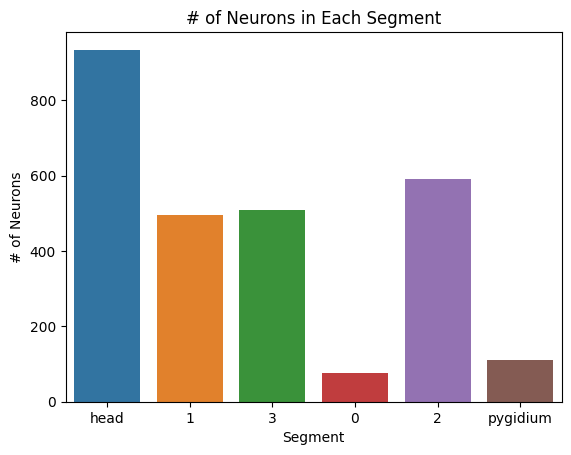 # of Neurons in Each Segment
# of Neurons
800
600
400
200
0
head 1 3 0 2 pygidium
Segment